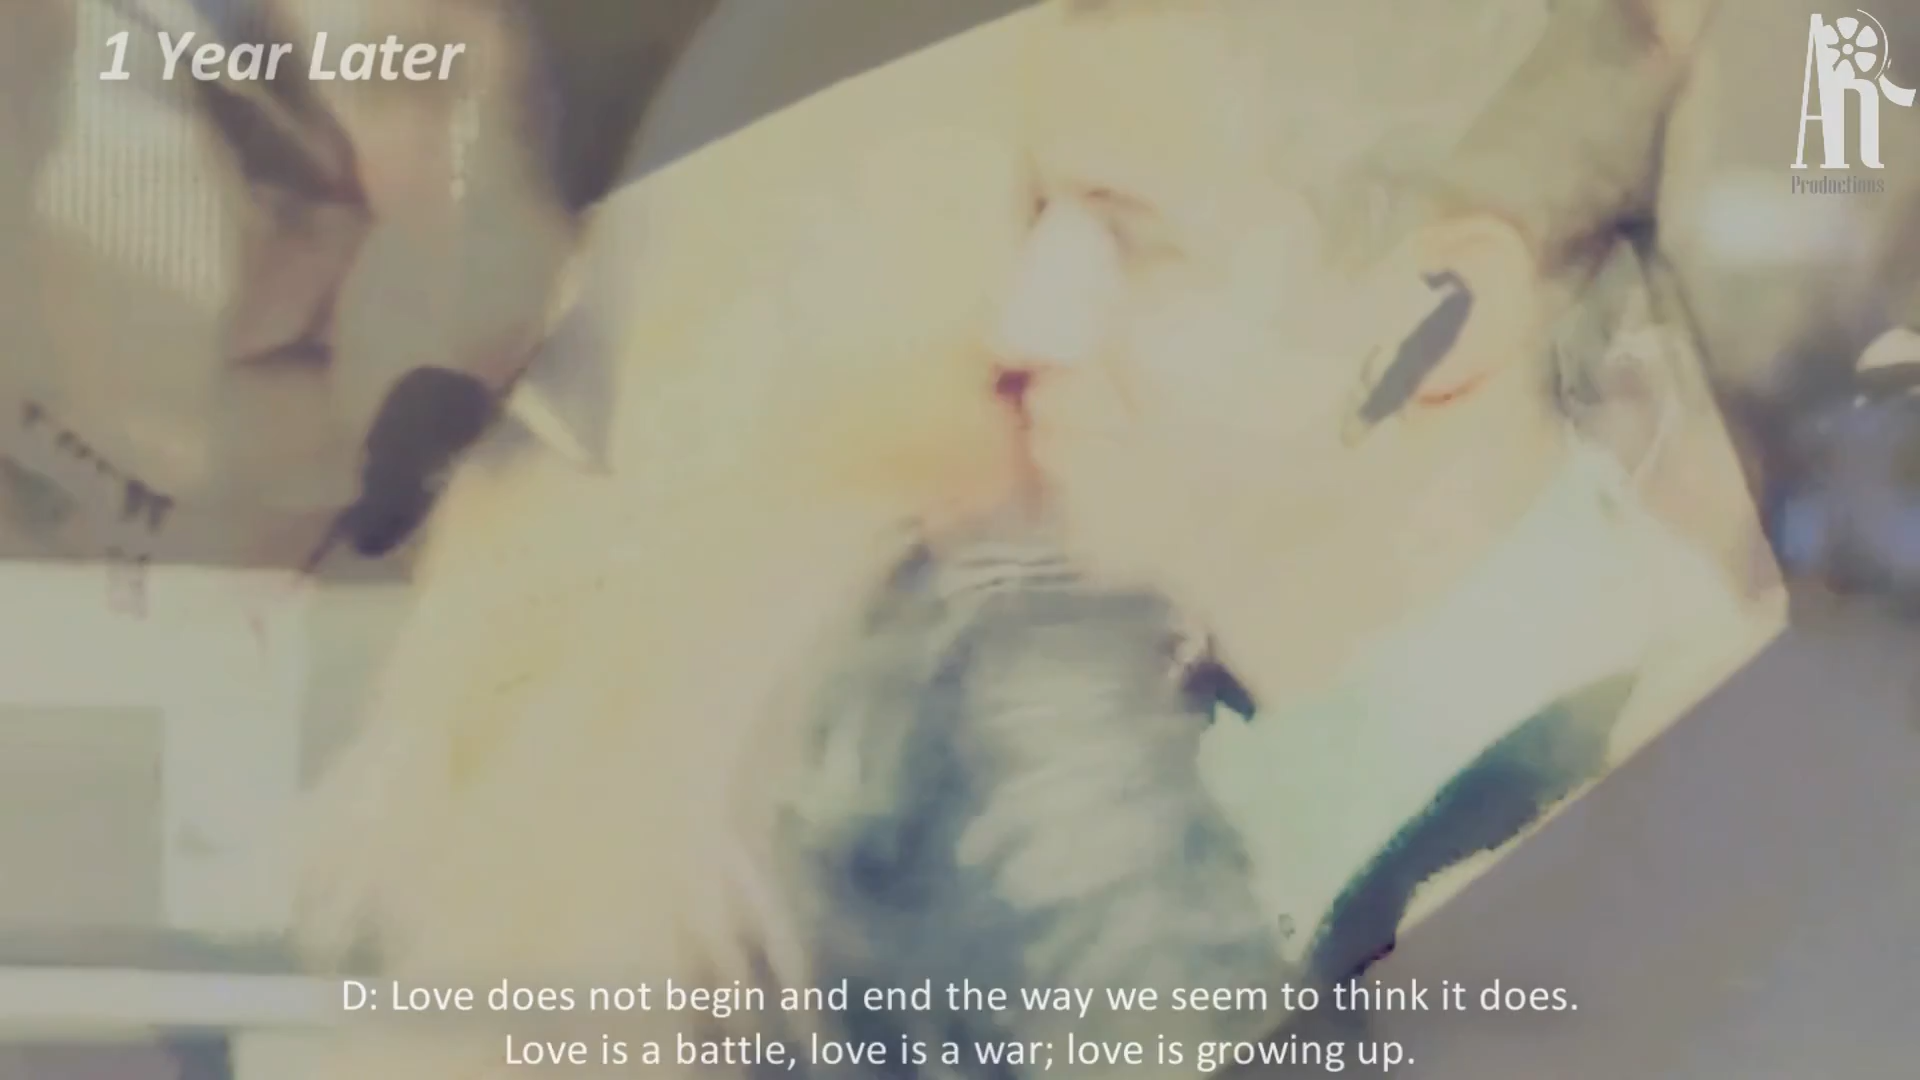 1 Year Later
AR
Productions
D: Love does not begin and end the way we seem to think it does.
Love is a battle, love is a war; love is growing up.